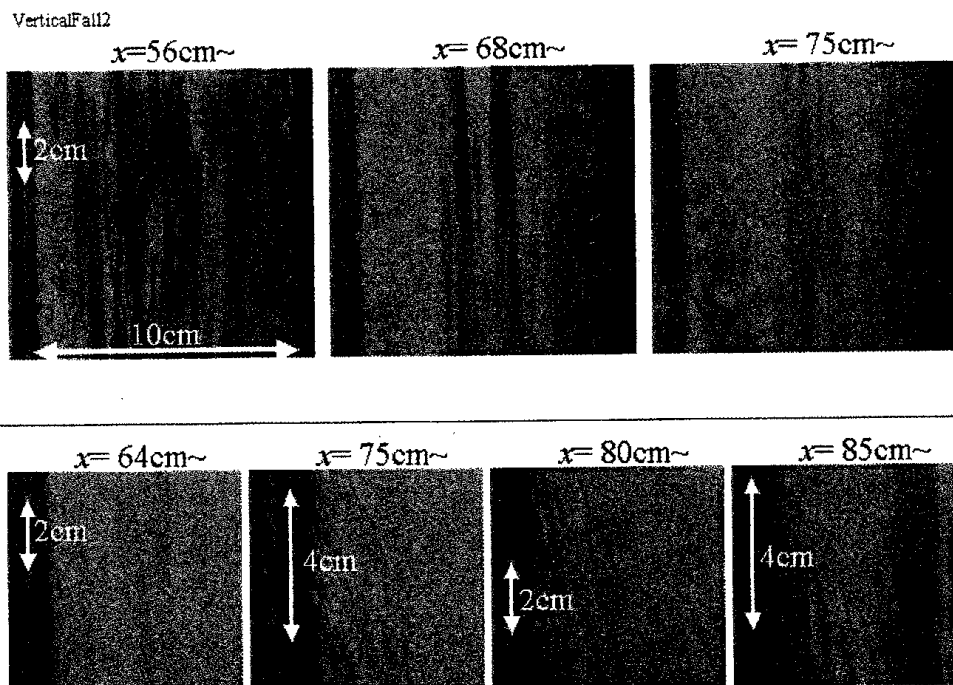 VerticalFall2
x=56cm~
x= 68cm~
x= 75cm~
2cm
10cm
x= 64cm~
x= 75cm~
x= 80cm~
x= 85cm~
2cm
4cm
2cm
4cm